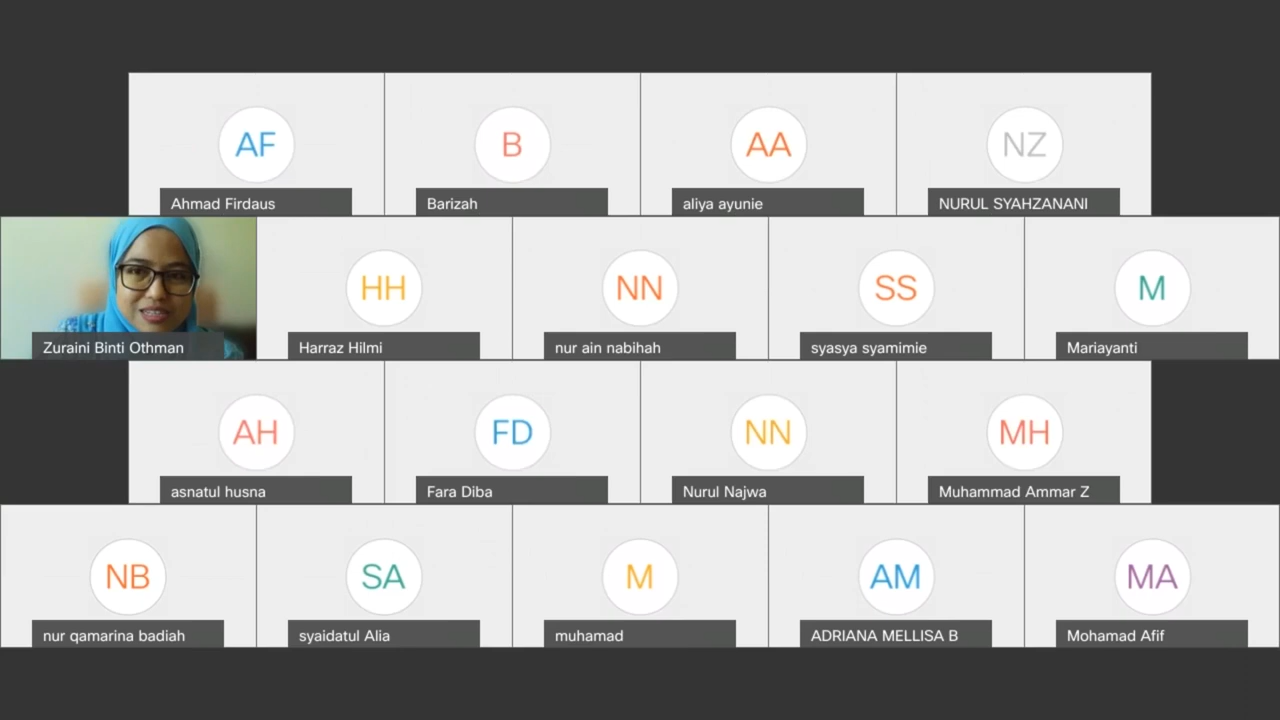 AF
B
AA
NZ
Ahmad Firdaus
Barizah
aliya ayunie
NURUL SYAHZANANI
HH
NN
SS
M
Zuraini Binti Othman
Harraz Hilmi
nur ain nabihah
syasya syamimie
Mariayanti
AH
FD
NN
MH
asnatul husna
Fara Diba
Nurul Najwa
Muhammad Ammar Z
NB
SA
M
AM
MA
nur qamarina badiah
syaidatul Alia
muhamad
ADRIANA MELLISA B
Mohamad Afif